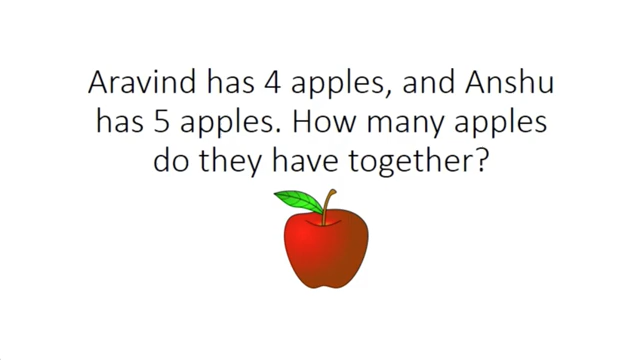 Aravind has 4 apples, and Anshu
has 5 apples. How many apples
do they have together?